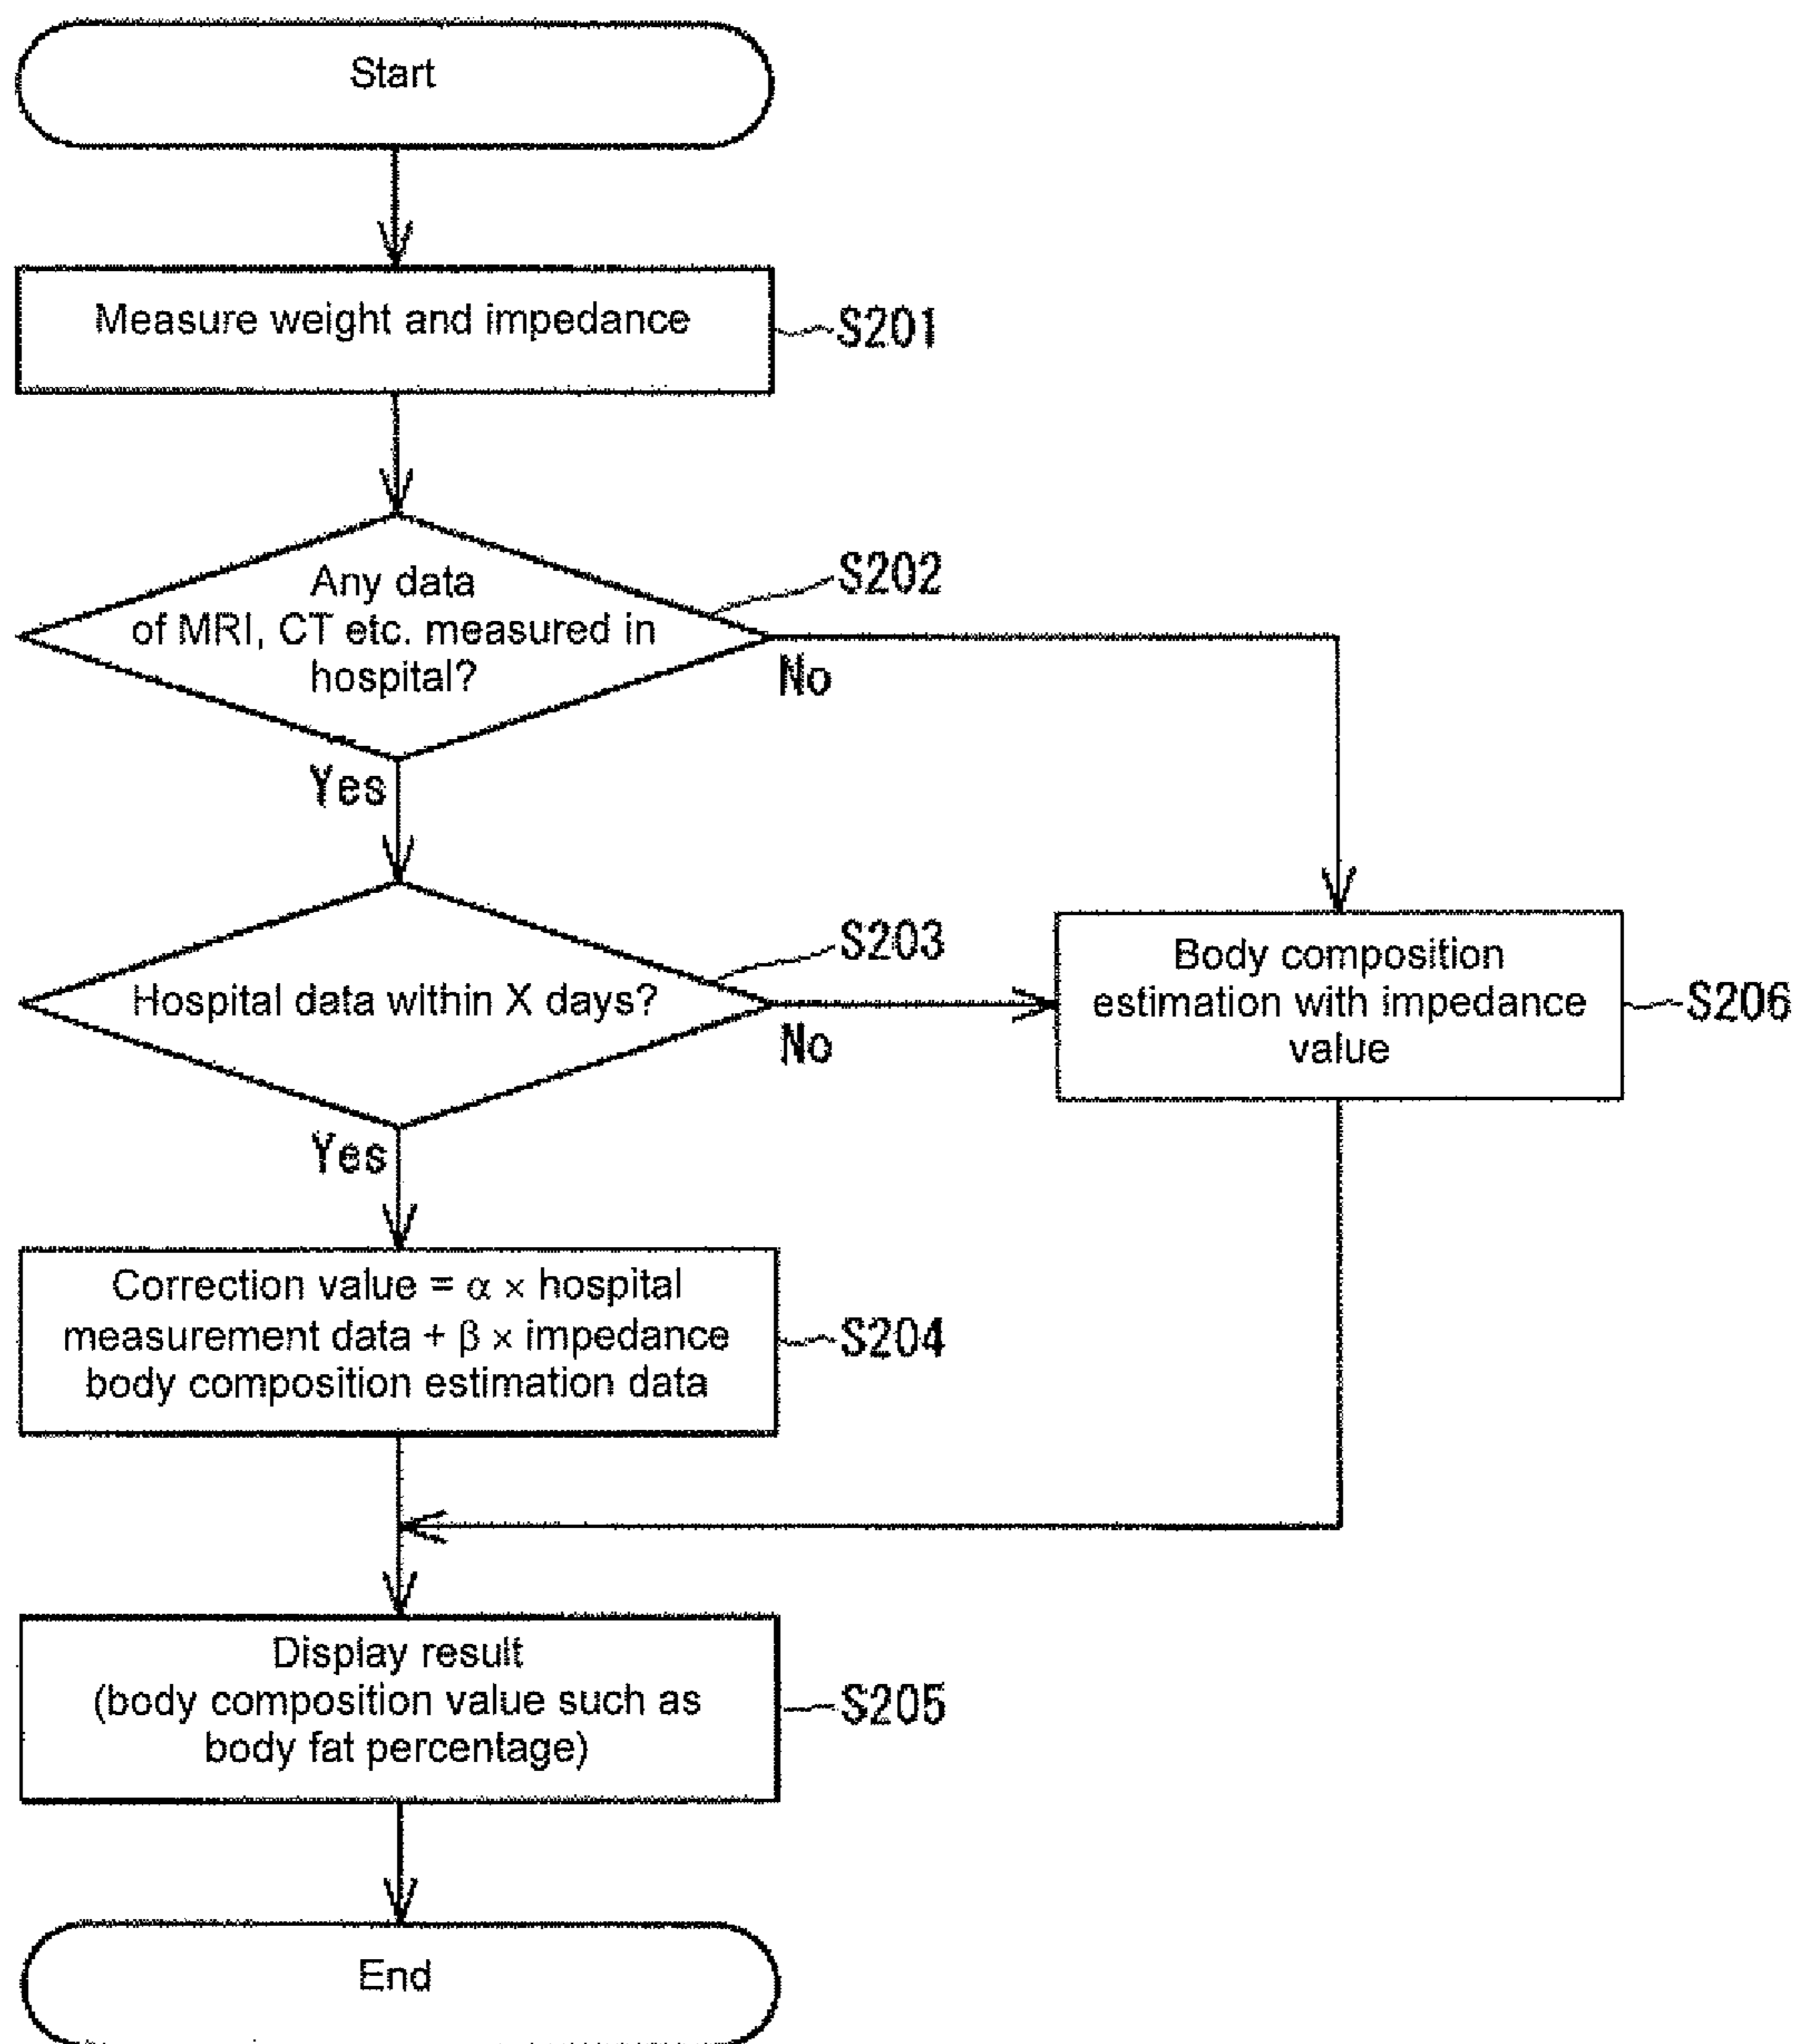 Start
Measure weight and impedance
S201
Any data
of MRI, CT etc. measured in
hospital?
S202
No
Yes
Hospital data within X days?
S203
No
Yes
Body composition
estimation with impedance
value
S206
Correction value = α × hospital
measurement data + β × impedance
body composition estimation data
S204
Display result
(body composition value such as
body fat percentage)
S205
End